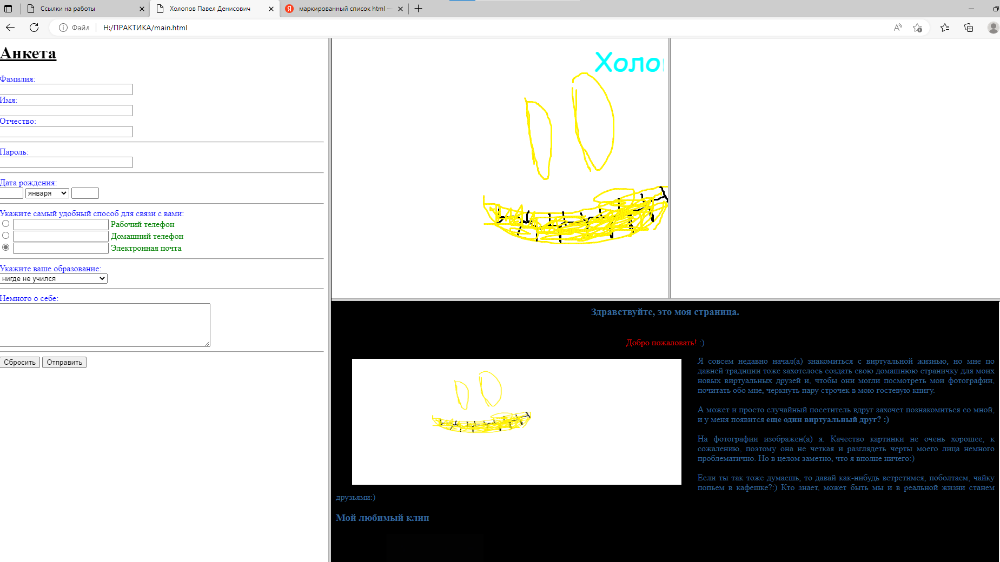 Ссылки на работы
Холопов Павел Денисович
маркированный список html —
Файл
H:/ПРАКТИКА/main.html
Анкета
Фамилия:
Имя:
Отчество:
Пароль:
Дата рождения:
января
Укажите самый удобный способ для связи с вами:
Рабочий телефон
Домашний телефон
Электронная почта
Укажите ваше образование:
нигде не учился
Немного о себе:
Сбросить Отправить
Холо
Здравствуйте, это моя страница.
Добро пожаловать! :)
Я совсем недавно начал(а) знакомиться с виртуальной жизнью, но мне по
давней традиции тоже захотелось создать свою домашнюю страничку для моих
новых виртуальных друзей и, чтобы они могли посмотреть мои фотографии,
почитать обо мне, черкнуть пару строчек в мою гостевую книгу.
А может и просто случайный посетитель вдруг захочет познакомиться со мной,
и у меня появится еще один виртуальный друг? :)
На фотографии изображен(а) я. Качество картинки не очень хорошее, к
сожалению, поэтому она не четкая и разглядеть черты моего лица немного
проблематично. Но в целом заметно, что я вполне ничего:)
Если ты так тоже думаешь, то давай как-нибудь встретимся, поболтаем, чайку
попьем в кафешке?:) Кто знает, может быть мы и в реальной жизни станем
друзьями:)
Мой любимый клип